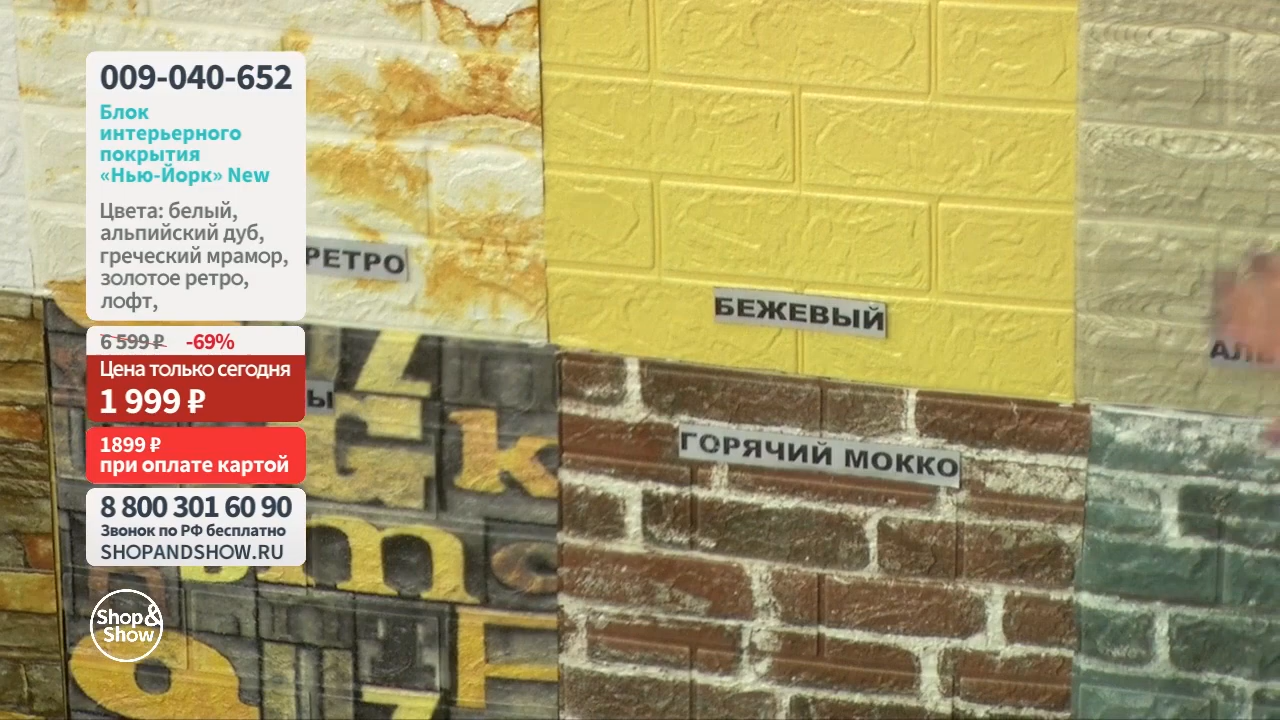 009-040-652
Блок
интерьерного
покрытия
«Нью-Йорк» New
Цвета: белый,
альпийский дуб,
греческий мрамор,
золотое ретро,
лофт,
6 599 ₽ -69%
Цена только сегодня
1 999 ₽
1899 ₽
при оплате картой
8 800 301 60 90
Звонок по РФ бесплатно
SHOPANDSHOW.RU
Shop&
Show
РЕТРО
БЕЖЕВЫЙ
ГОРЯЧИЙ МОККО